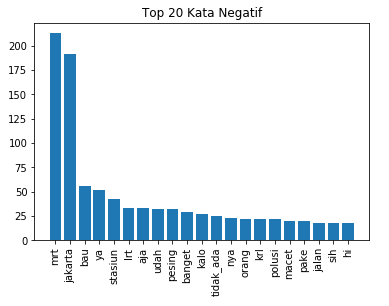 Top 20 Kata Negatif
200
175
150
125
100
75
50
25
0
mrt
jakarta
bau
ya
stasiun
lrt
aja
udah
pesing
banget
kalo
tidak_ada
nya
orang
krl
polusi
macet
pake
jalan
sih
hi